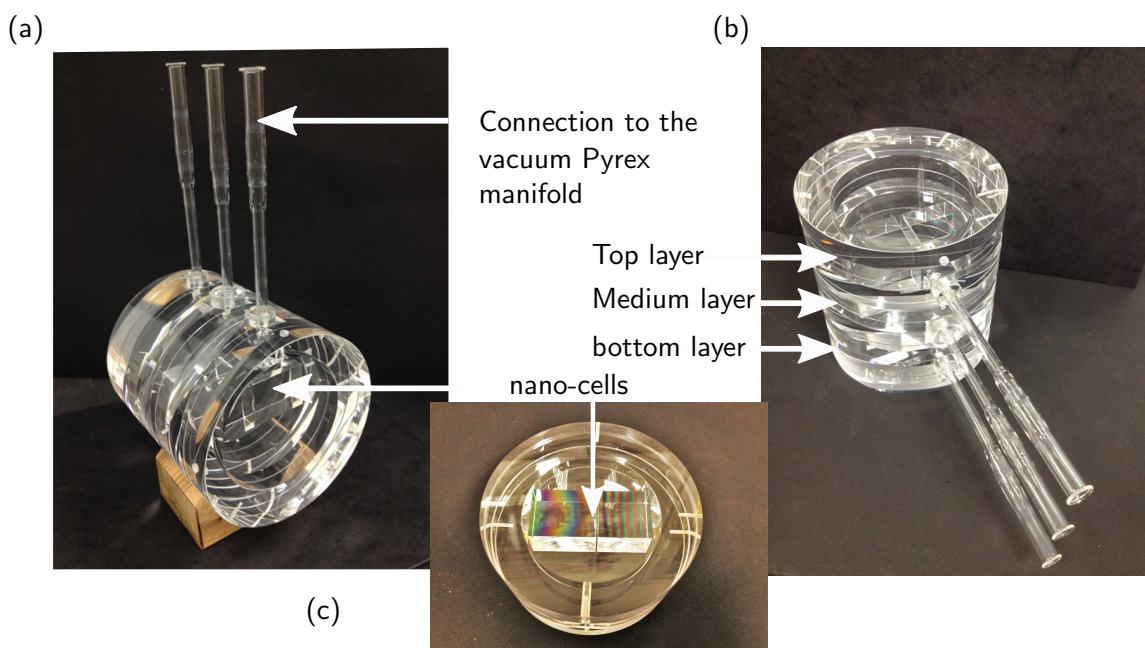 (a)
(b)
Connection to the
vacuum Pyrex
manifold
Top layer
Medium layer
bottom layer
nano-cells
(c)